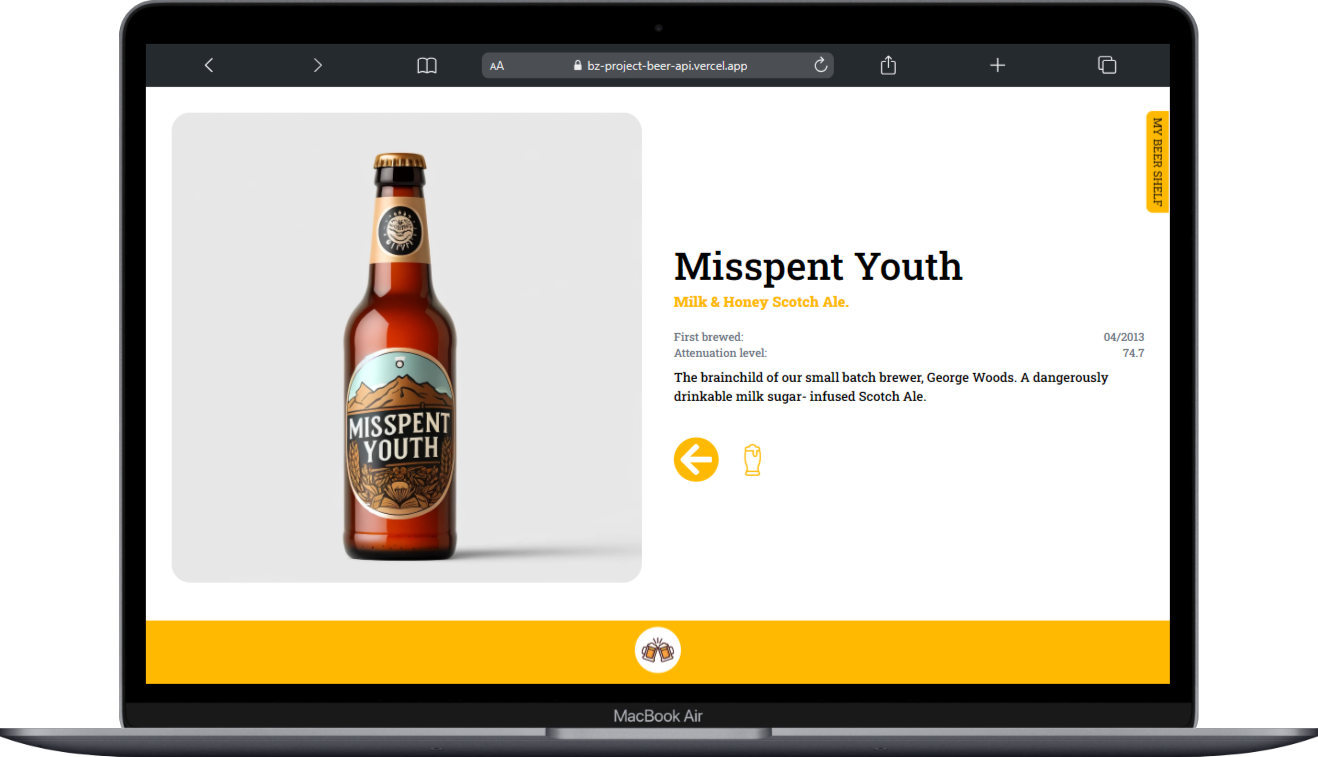 AA
bz-project-beer-api.vercel.app
MY BEER SHELF
MISSPENT
YOUTH
Misspent Youth
Milk & Honey Scotch Ale.
First brewed: 04/2013
Attenuation level: 74.7
The brainchild of our small batch brewer, George Woods. A dangerously
drinkable milk sugar- infused Scotch Ale.
MacBook Air